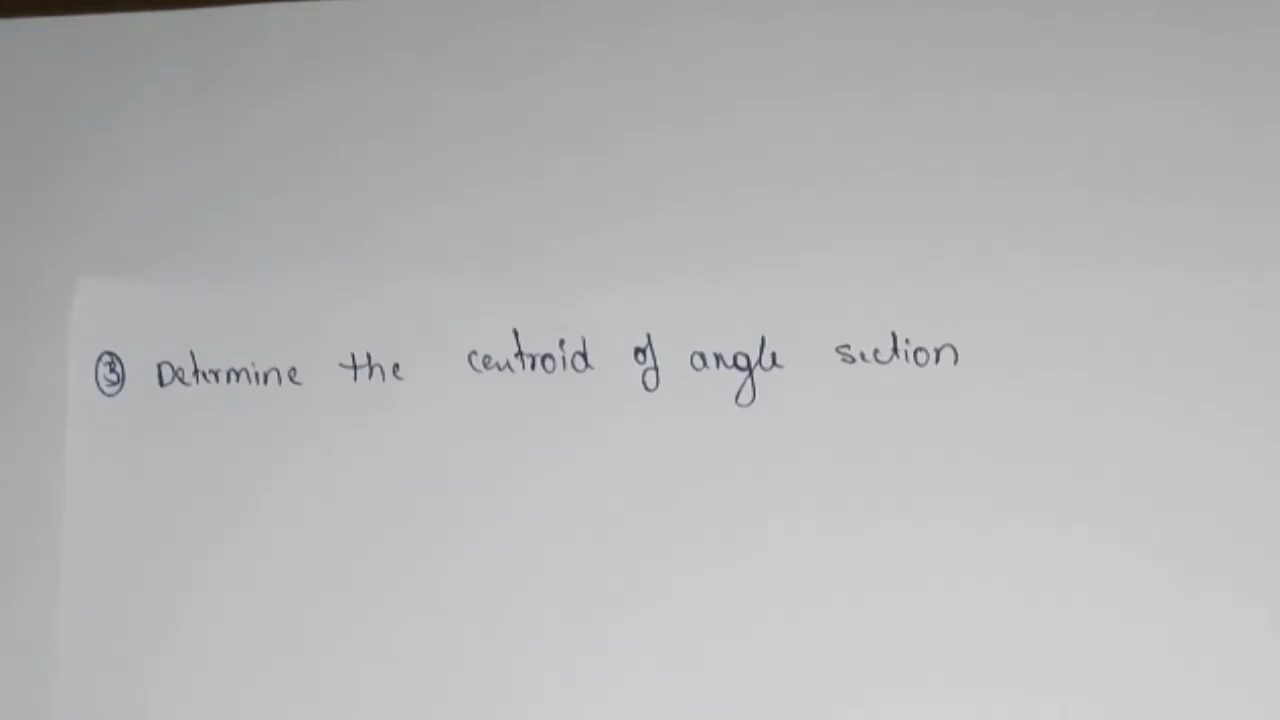 ③ Determine the centroid of angle section